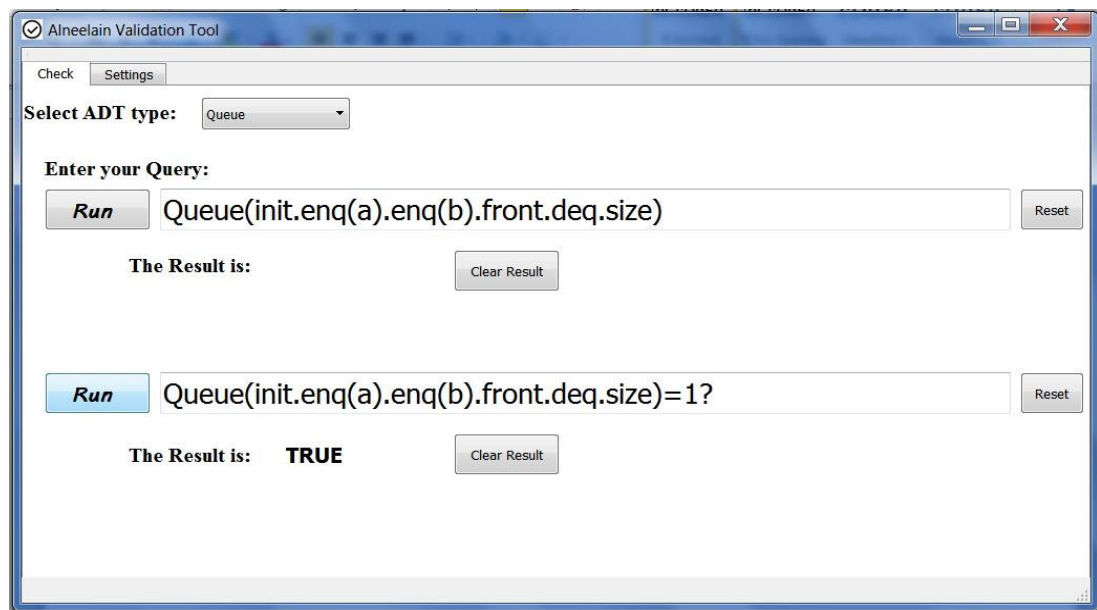 Alneelain Validation Tool
Check Settings
Select ADT type: Queue
Enter your Query:
Run Queue(init.enq(a).enq(b).front.deq.size) Reset
The Result is: Clear Result
Run Queue(init.enq(a).enq(b).front.deq.size)=1? Reset
The Result is: TRUE Clear Result